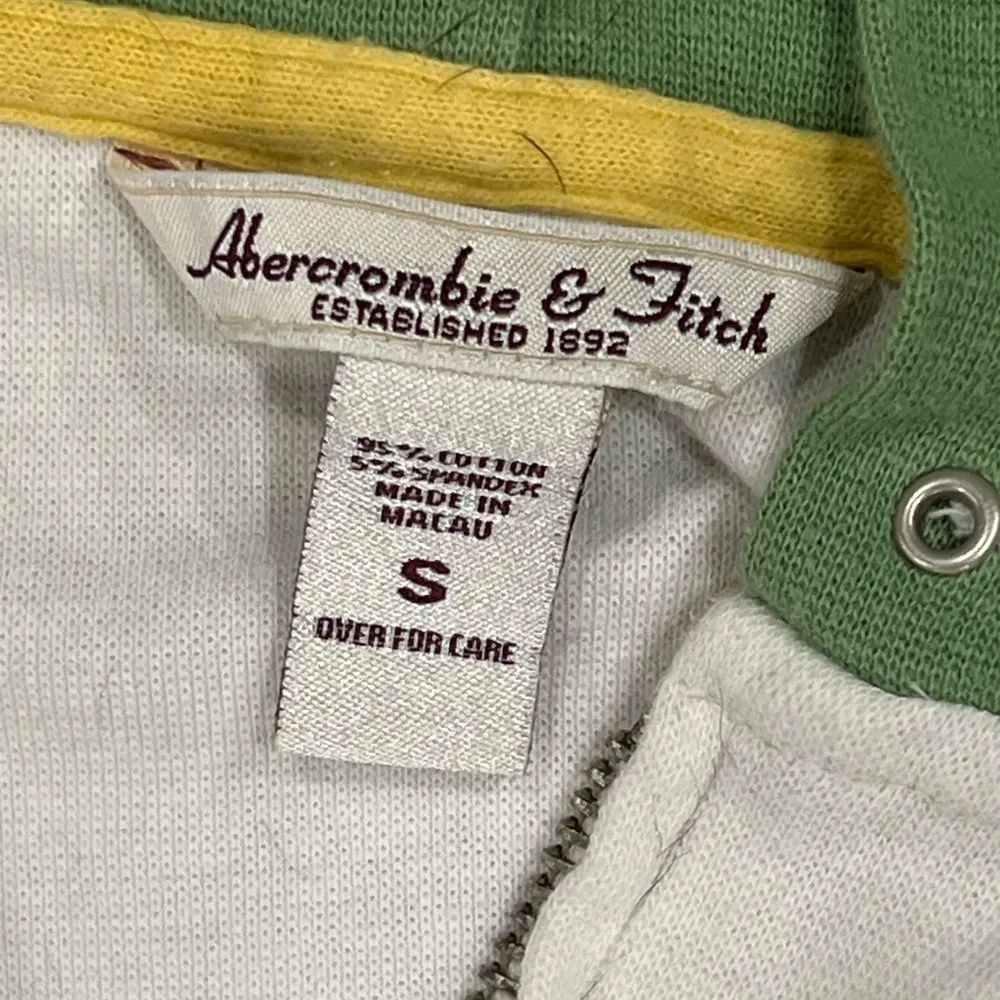 Abercrombie & Fitch
ESTABLISHED 1892
95% COTTON
5% SPANDEX
MADE IN
MACAU
S
OVER FOR CARE